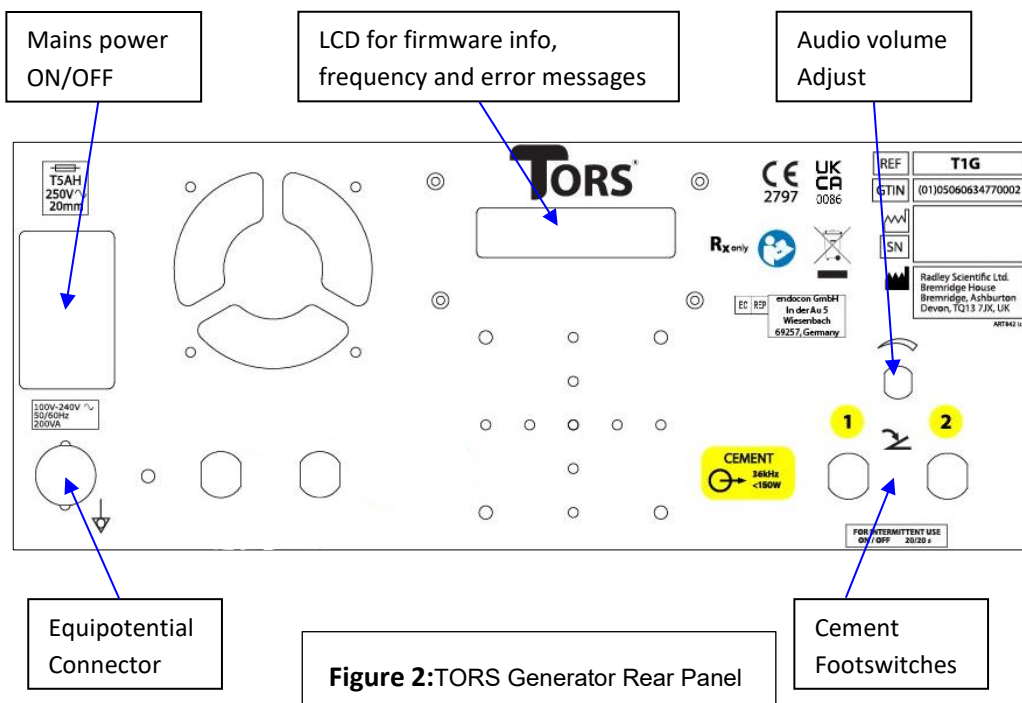 Mains power
ON/OFF
LCD for firmware info,
frequency and error messages
Audio volume
Adjust
T5AH
250V
20mm
TORS
CE
2797
UK
CA
0086
REF
T1G
GTIN
(01)05060634770002
SN
Rx only
EC REP
endocon GmbH
In der Au 5
Wiesenbach
69257, Germany
Radley Scientific Ltd.
Bremridge House
Bremridge, Ashburton
Devon, TQ13 7JX, UK
100V-240V
50/60Hz
200VA
1
2
CEMENT
36kHz
<150W
FOR INTERMITTENT USE
ON / OFF 20/20 s
Equipotential
Connector
Figure 2:TORS Generator Rear Panel
Cement
Footswitches